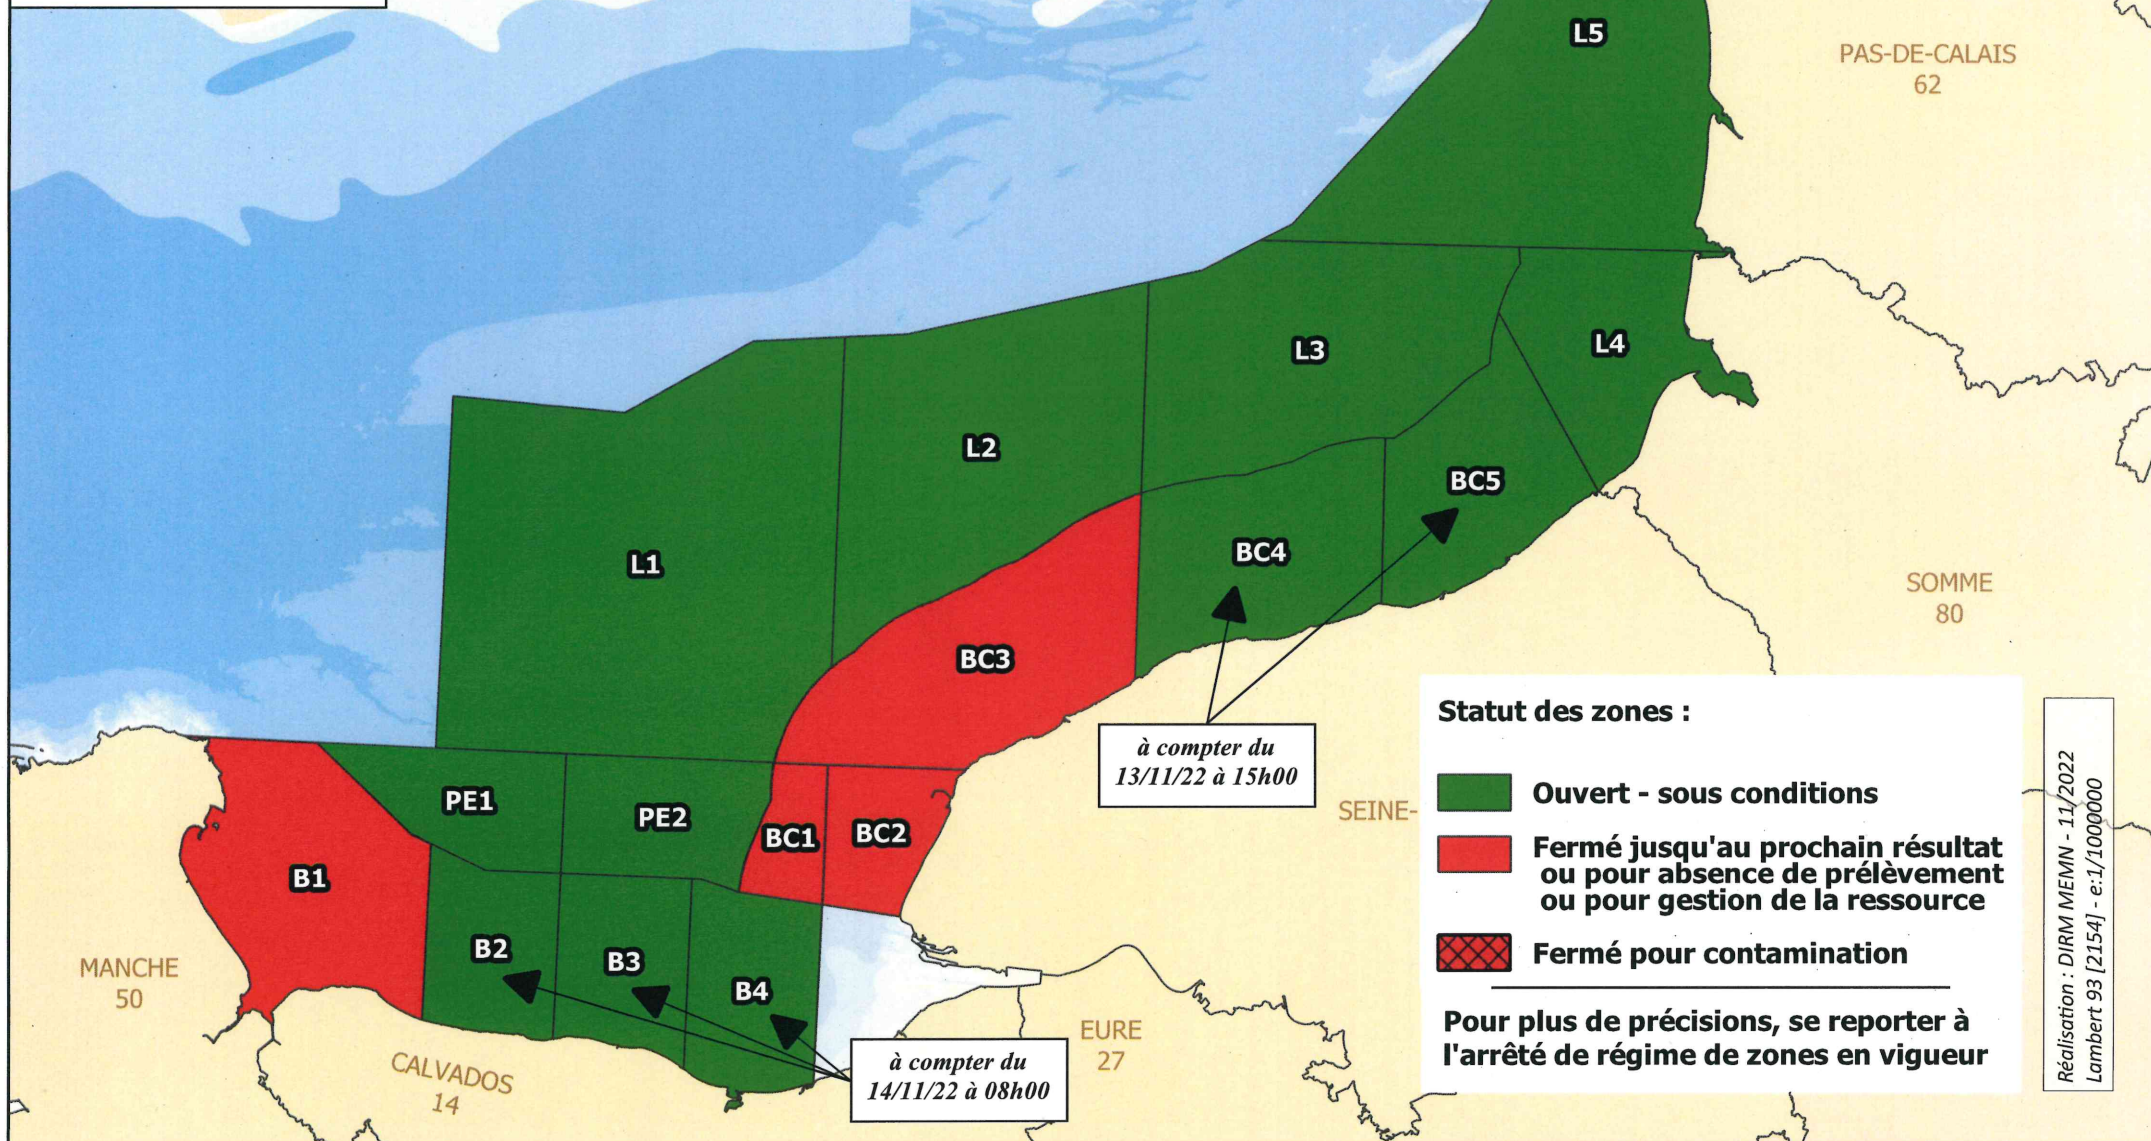 L5
PAS-DE-CALAIS
62
L3
L4
L2
BC5
BC4
L1
SOMME
80
BC3
à compter du
13/11/22 à 15h00
PE1
PE2
BC1
BC2
SEINE-
B1
B2
B3
B4
MANCHE
50
CALVADOS
14
à compter du
14/11/22 à 08h00
EURE
27
Statut des zones :
Ouvert - sous conditions
Fermé jusqu'au prochain résultat
ou pour absence de prélèvement
ou pour gestion de la ressource
Fermé pour contamination
Pour plus de précisions, se reporter à
l'arrêté de régime de zones en vigueur
Réalisation : DIRM MEMN - 11/2022
Lambert 93 [2154] - e:1/1000000